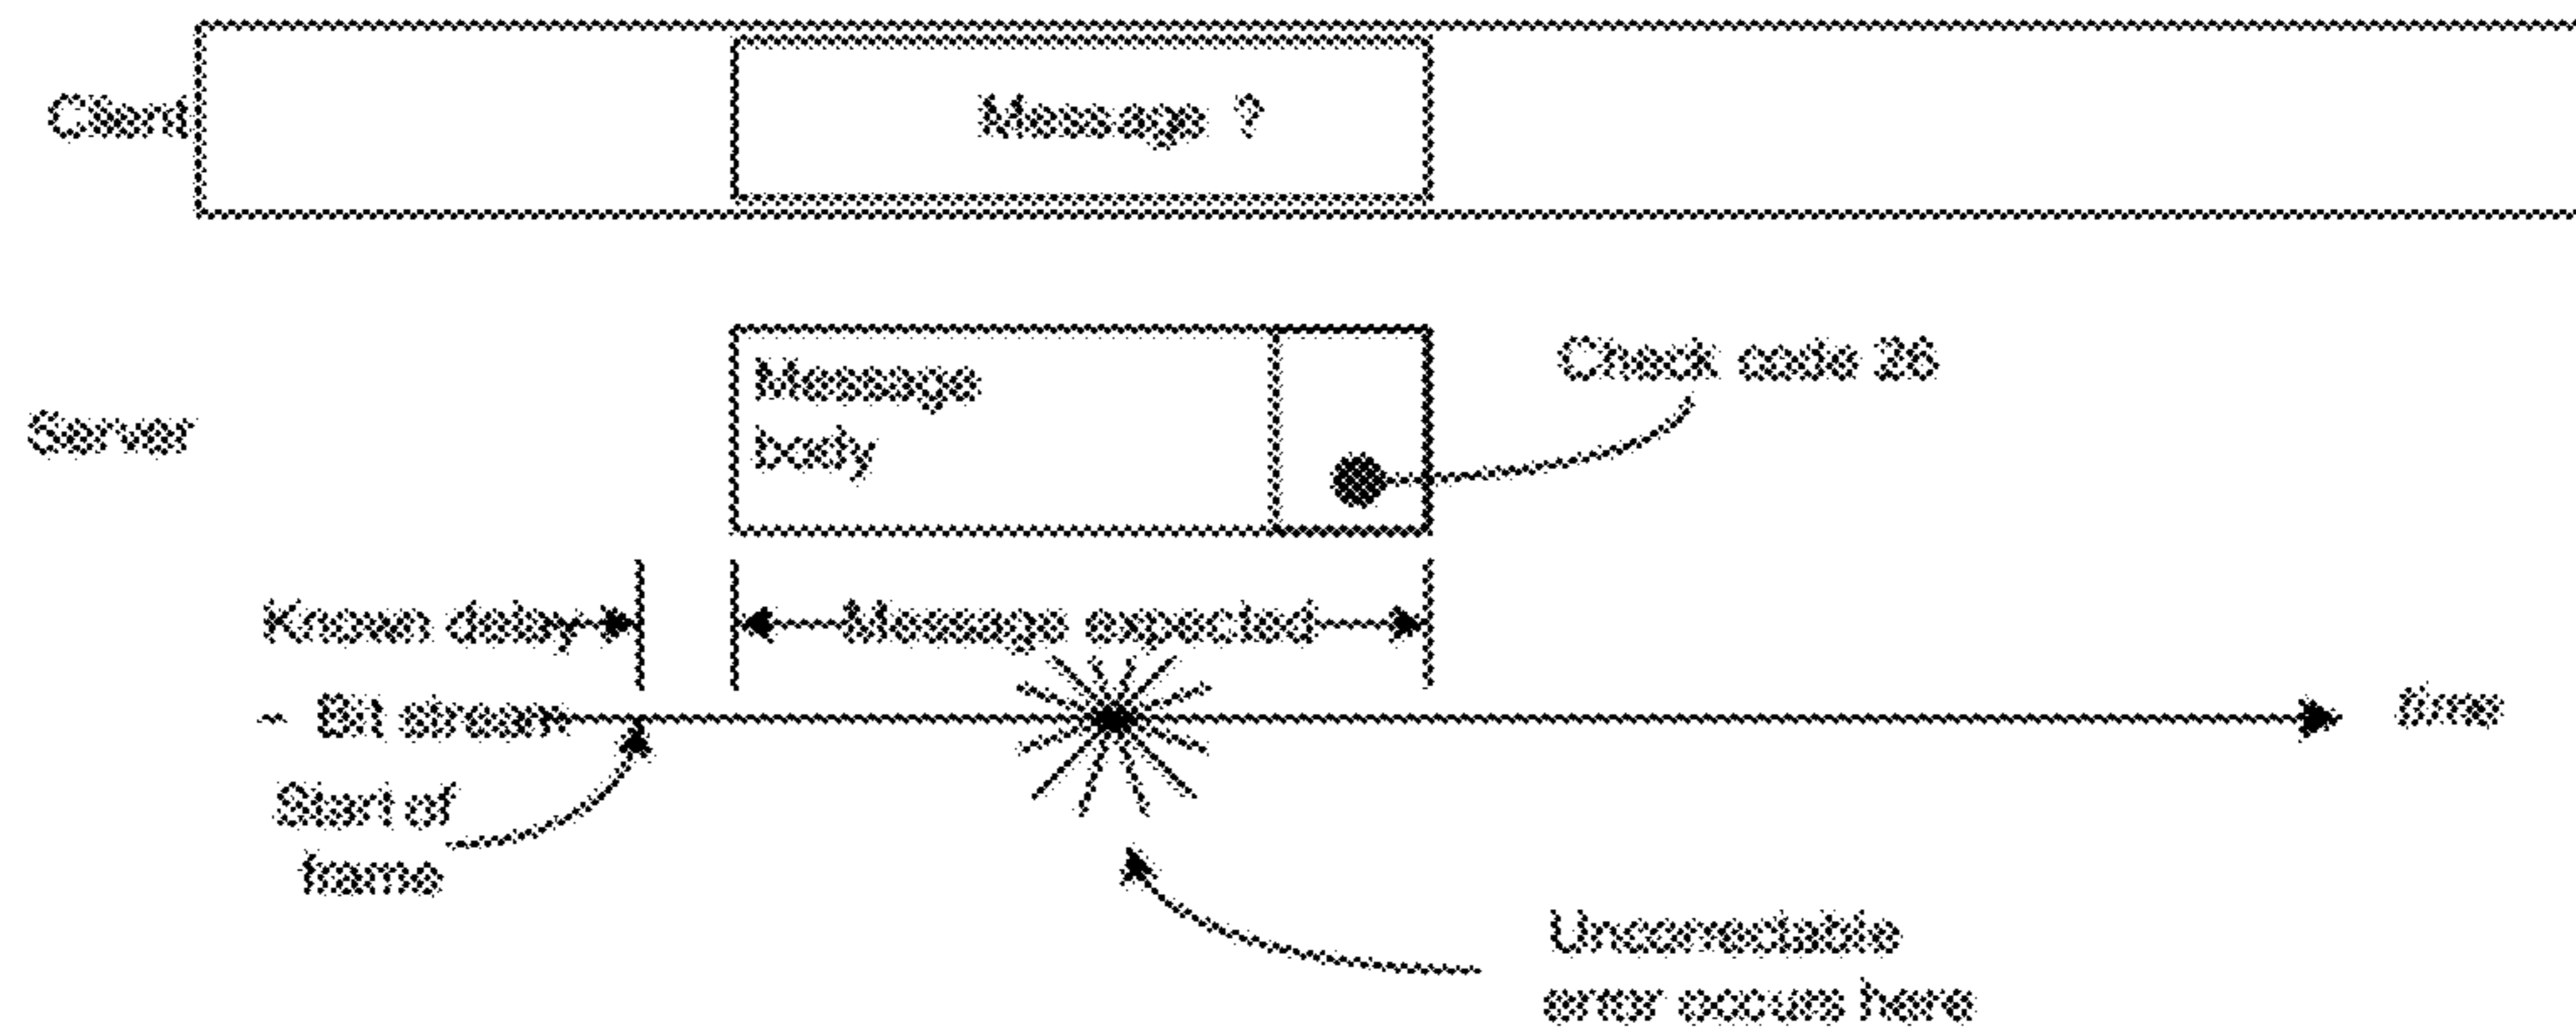 Client
Message ?
Server
Message
body
Check code 26
Known delay
Message expected
Bit stream
time
Start of
frame
Uncorrectable
error occurs here